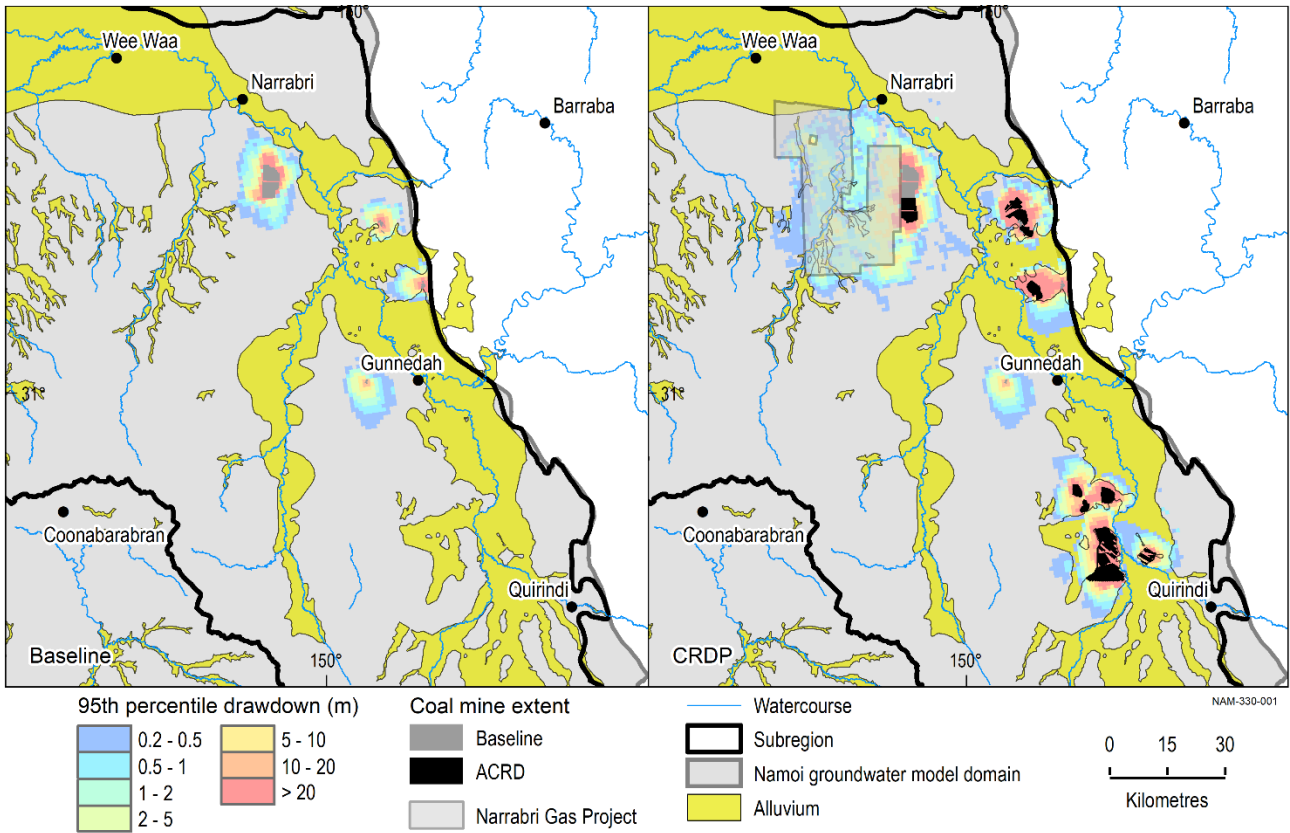 150°
Wee Waa
Narrabri
Barraba
Gunnedah
31°
Coonabarabran
Quirindi
Baseline
150°
150°
Wee Waa
Narrabri
Barraba
Gunnedah
31°
Coonabarabran
Quirindi
CRDP
150°
NAM-330-001
95th percentile drawdown (m)
0.2 - 0.5
0.5 - 1
1 - 2
2 - 5
5 - 10
10 - 20
> 20
Coal mine extent
Baseline
ACRD
Narrabri Gas Project
Watercourse
Subregion
Namoi groundwater model domain
Alluvium
0 15 30
Kilometres